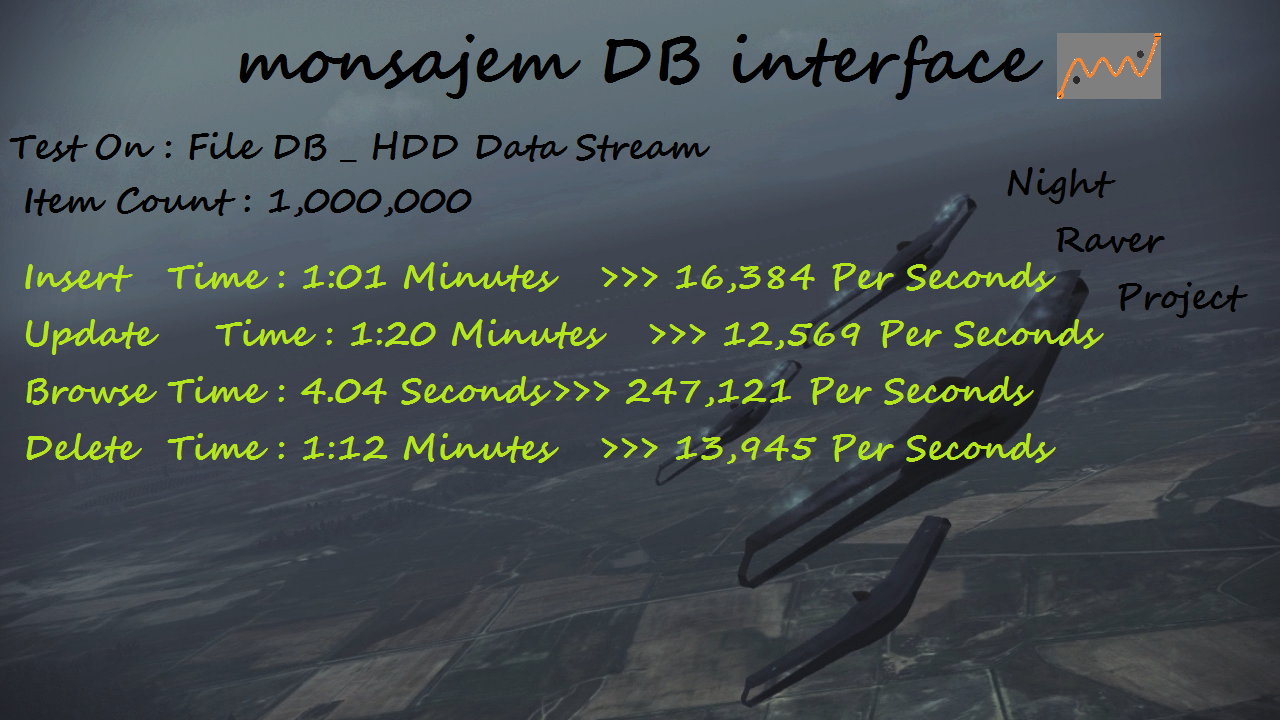 monsajem DB interface
Test On : File DB _ HDD Data Stream
Item Count : 1,000,000
Night
Raver
Project
Insert Time : 1:01 Minutes >>> 16,384 Per Seconds
Update Time : 1:20 Minutes >>> 12,569 Per Seconds
Browse Time : 4.04 Seconds>>> 247,121 Per Seconds
Delete Time : 1:12 Minutes >>> 13,945 Per Seconds